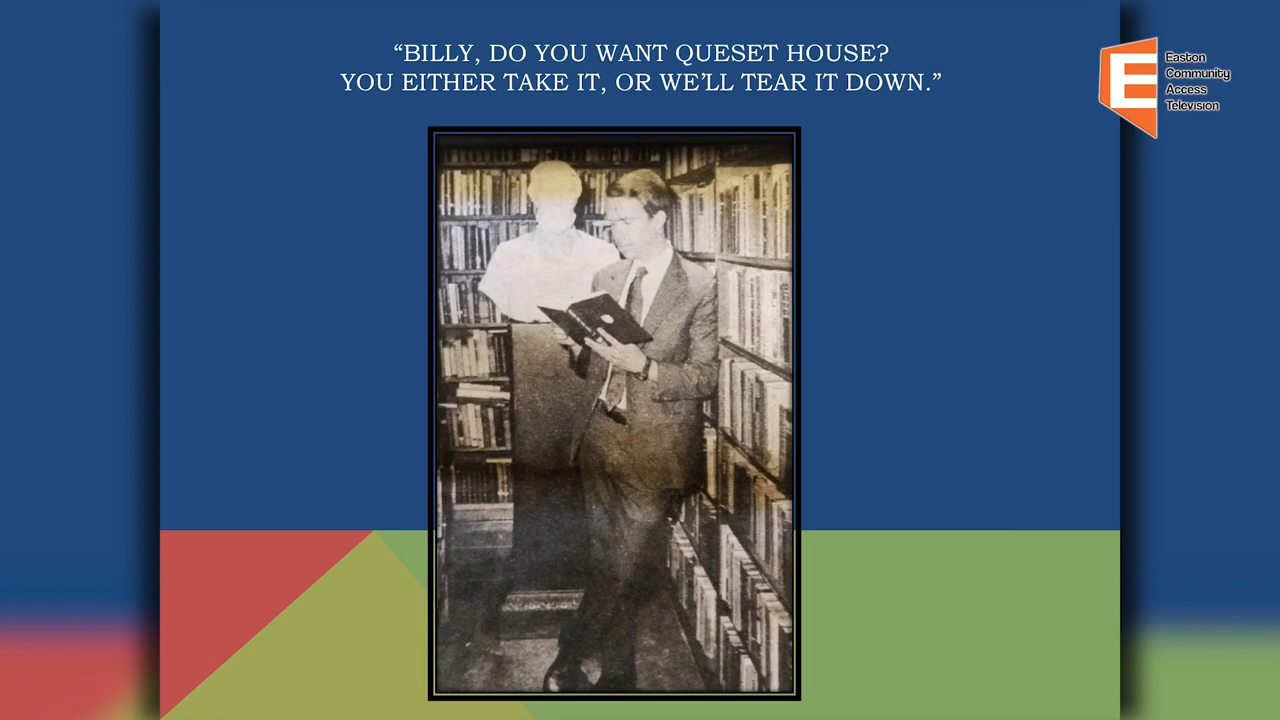 “BILLY, DO YOU WANT QUESET HOUSE?
YOU EITHER TAKE IT, OR WE’LL TEAR IT DOWN.”
E
Easton
Community
Access
Television